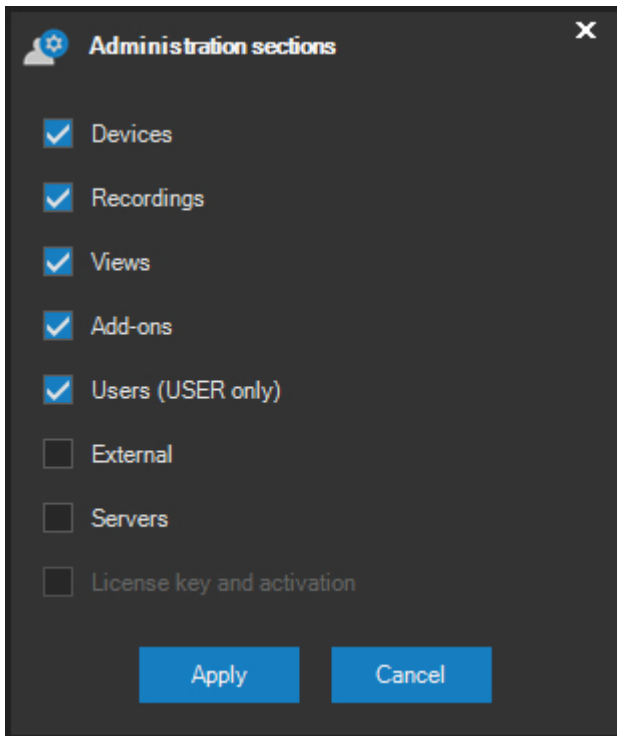 Administration sections
Devices
Recordings
Views
Add-ons
Users (USER only)
External
Servers
License key and activation
Apply
Cancel